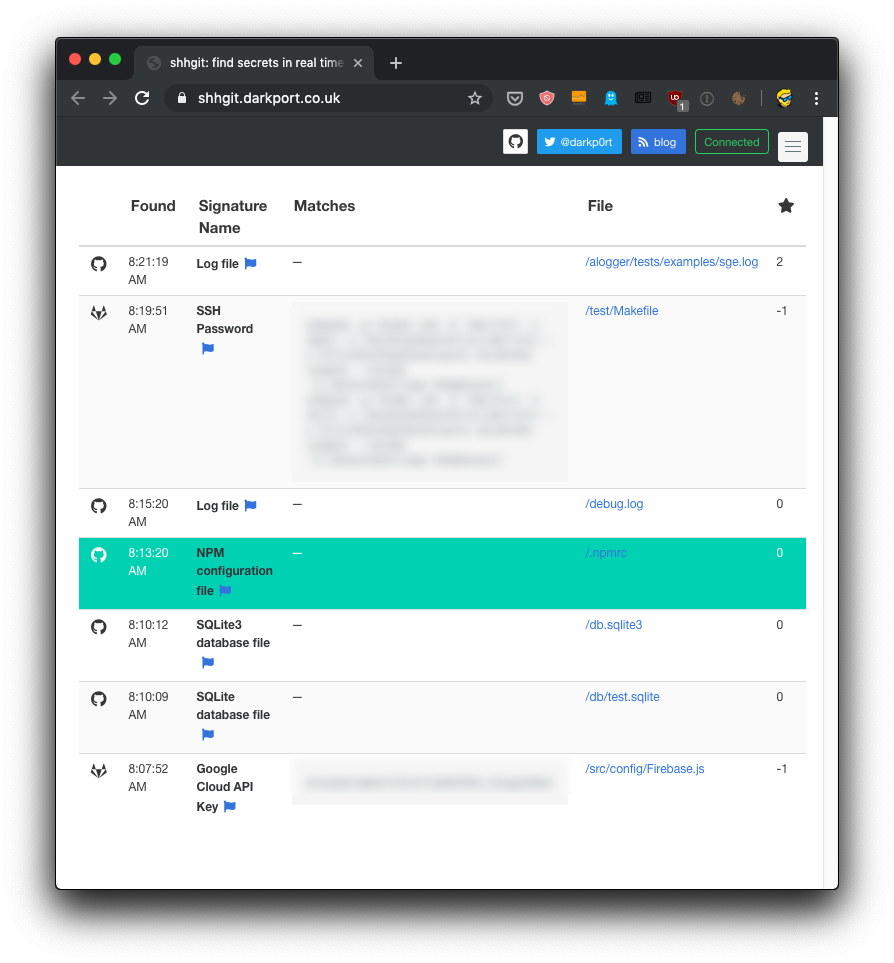 shhgit: find secrets in real time
shhgit.darkport.co.uk
UD
1
@darkp0rt
blog
Connected
Found
Signature
Name
Matches
File
8:21:19
AM
Log file
—
/alogger/tests/examples/sge.log
2
8:19:51
AM
SSH
Password
/test/Makefile
-1
8:15:20
AM
Log file
—
/debug.log
0
8:13:20
AM
NPM
configuration
file
—
/.npmrc
0
8:10:12
AM
SQLite3
database file
—
/db.sqlite3
0
8:10:09
AM
SQLite
database file
—
/db/test.sqlite
0
8:07:52
AM
Google
Cloud API
Key
/src/config/Firebase.js
-1